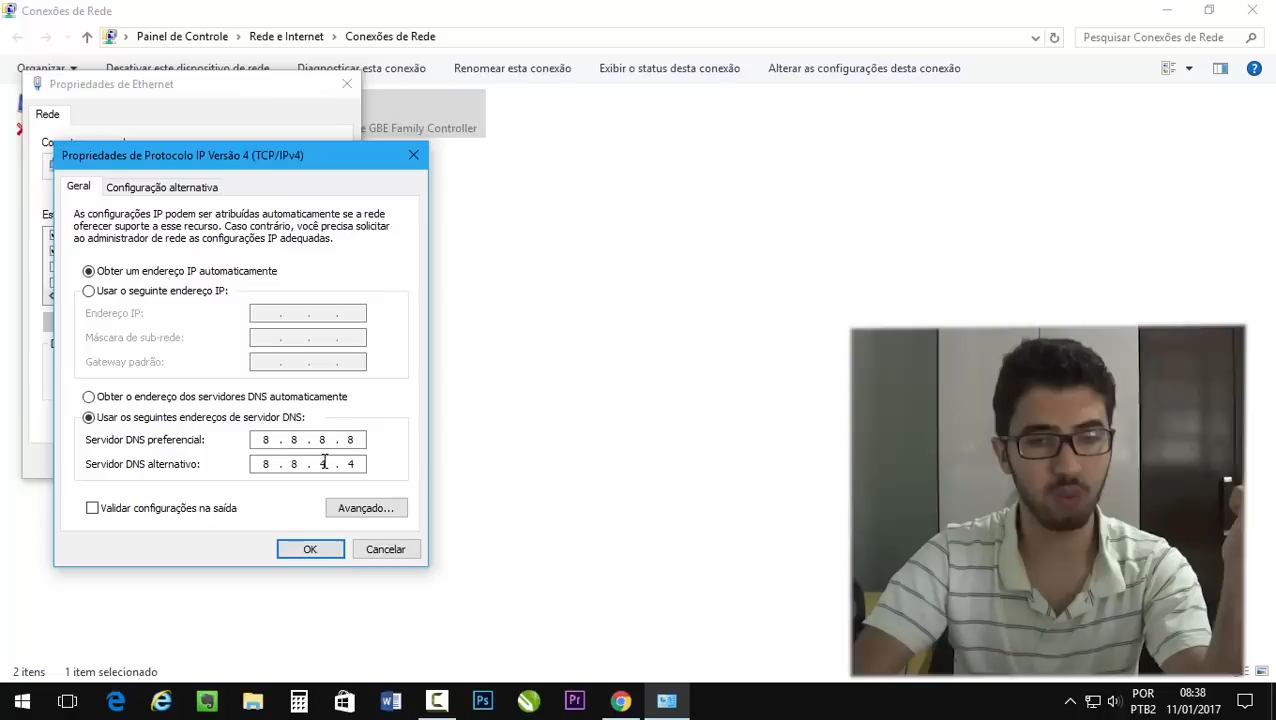 Conexões de Rede
Painel de Controle
Rede e Internet
Conexões de Rede
Pesquisar Conexões de Rede
Organizar
Desativar este dispositivo de rede
Diagnosticar esta conexão
Renomear esta conexão
Exibir o status desta conexão
Alterar as configurações desta conexão
Propriedades de Ethernet
Rede
e GBE Family Controller
Propriedades de Protocolo IP Versão 4 (TCP/IPv4)
Geral
Configuração alternativa
As configurações IP podem ser atribuídas automaticamente se a rede
oferecer suporte a esse recurso. Caso contrário, você precisa solicitar
ao administrador de rede as configurações IP adequadas.
Obter um endereço IP automaticamente
Usar o seguinte endereço IP:
Endereço IP:
Máscara de sub-rede:
Gateway padrão:
Obter o endereço dos servidores DNS automaticamente
Usar os seguintes endereços de servidor DNS:
Servidor DNS preferencial: 8 . 8 . 8 . 8
Servidor DNS alternativo: 8 . 8 . 4 . 4
Validar configurações na saída
Avançado...
OK
Cancelar
2 itens
1 item selecionado
Ps
Pr
POR
PTB2
08:38
11/01/2017